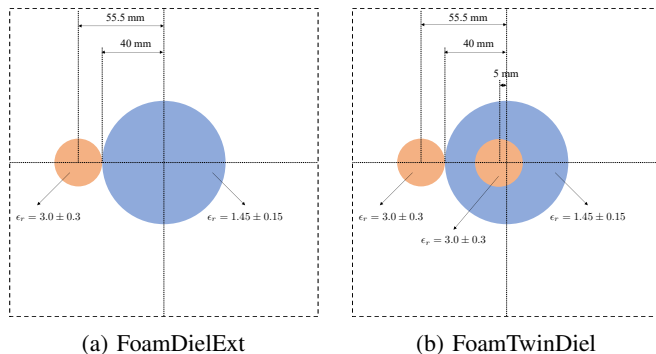 55.5 mm
40 mm
ϵr = 3.0 ± 0.3
ϵr = 1.45 ± 0.15
(a) FoamDielExt
55.5 mm
40 mm
5 mm
ϵr = 3.0 ± 0.3
ϵr = 1.45 ± 0.15
ϵr = 3.0 ± 0.3
(b) FoamTwinDiel